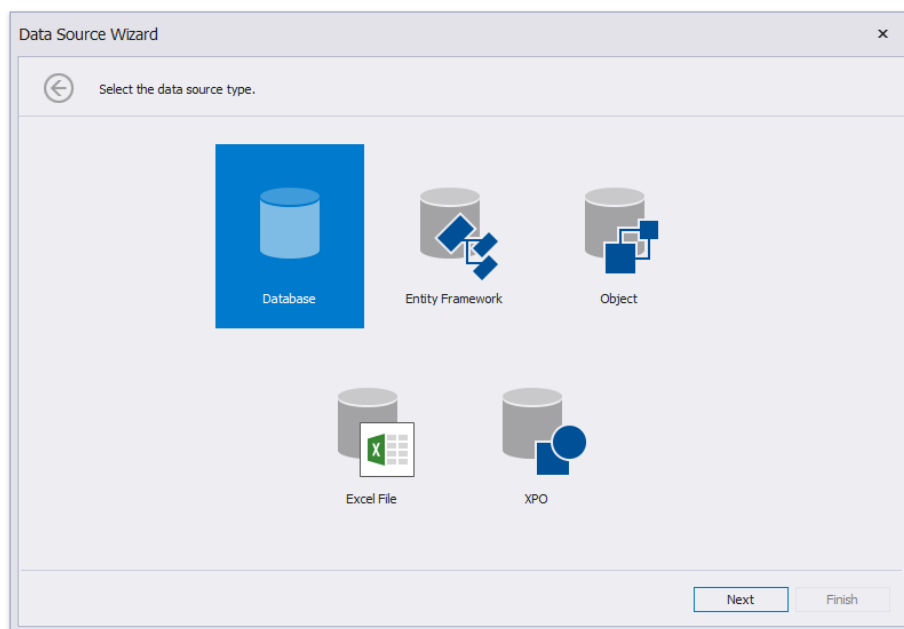 Data Source Wizard
Select the data source type.
Database
Entity Framework
Object
Excel File
XPO
Next
Finish